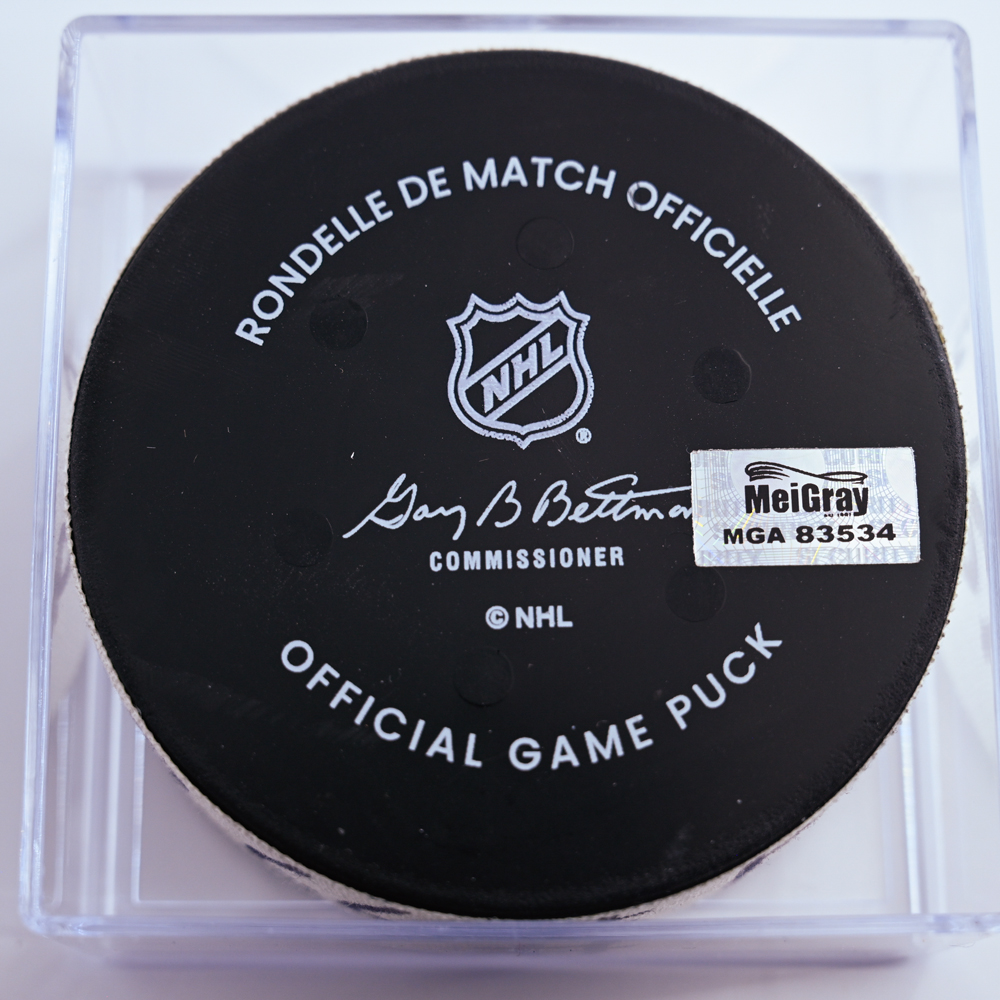 RONDELLE DE MATCH OFFICIELLE
NHL
®
Gary B Bettman
COMMISSIONER
© NHL
OFFICIAL GAME PUCK
MeiGray
MGA 83534